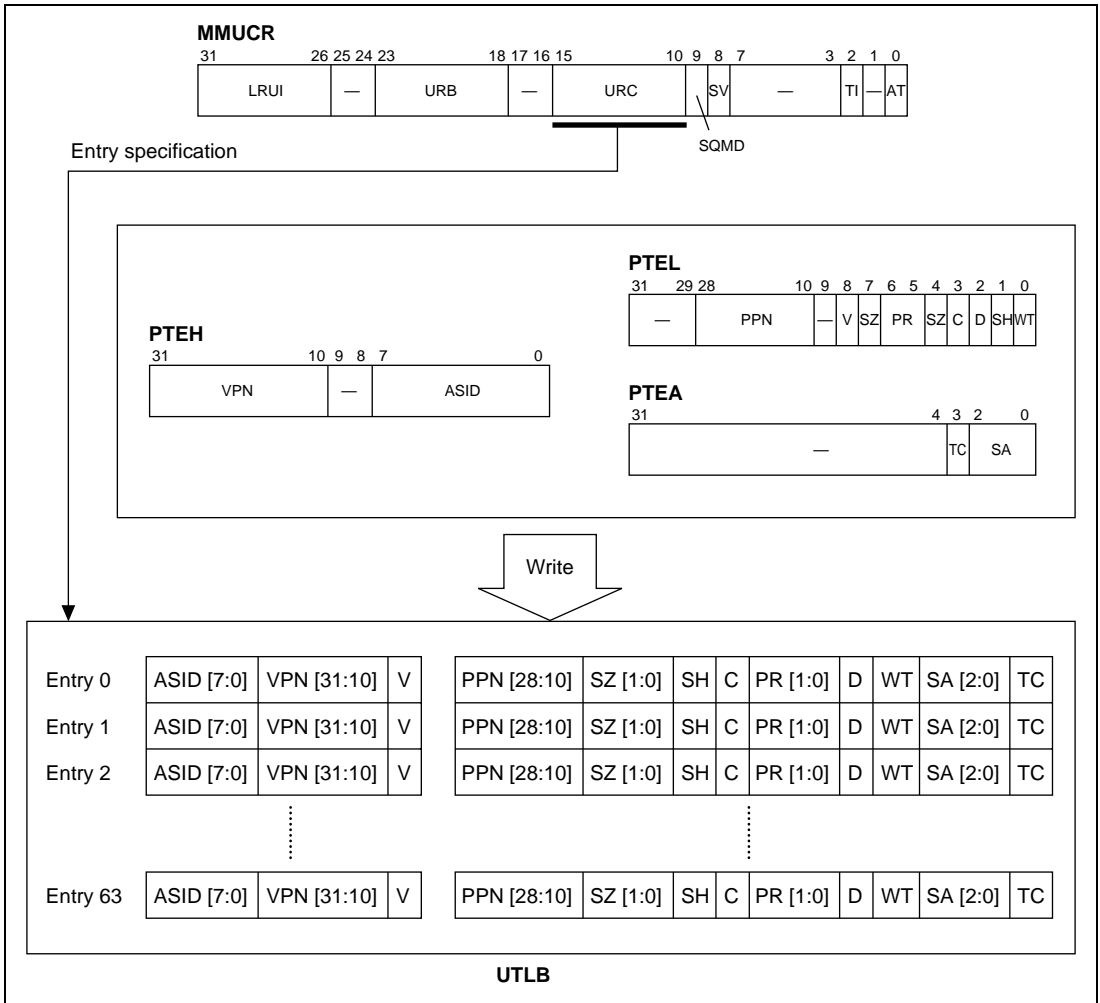 MMUCR
31 26 25 24 23 18 17 16 15 10 9 8 7 3 2 1 0
LRUI — URB — URC SV — TI — AT
SQMD
Entry specification
PTEL
31 29 28 10 9 8 7 6 5 4 3 2 1 0
— PPN — V SZ PR SZ C D SH WT
PTEH
31 10 9 8 7 0
VPN — ASID
PTEA
31 4 3 2 0
— TC SA
Write
Entry 0 ASID [7:0] VPN [31:10] V PPN [28:10] SZ [1:0] SH C PR [1:0] D WT SA [2:0] TC
Entry 1 ASID [7:0] VPN [31:10] V PPN [28:10] SZ [1:0] SH C PR [1:0] D WT SA [2:0] TC
Entry 2 ASID [7:0] VPN [31:10] V PPN [28:10] SZ [1:0] SH C PR [1:0] D WT SA [2:0] TC
Entry 63 ASID [7:0] VPN [31:10] V PPN [28:10] SZ [1:0] SH C PR [1:0] D WT SA [2:0] TC
UTLB